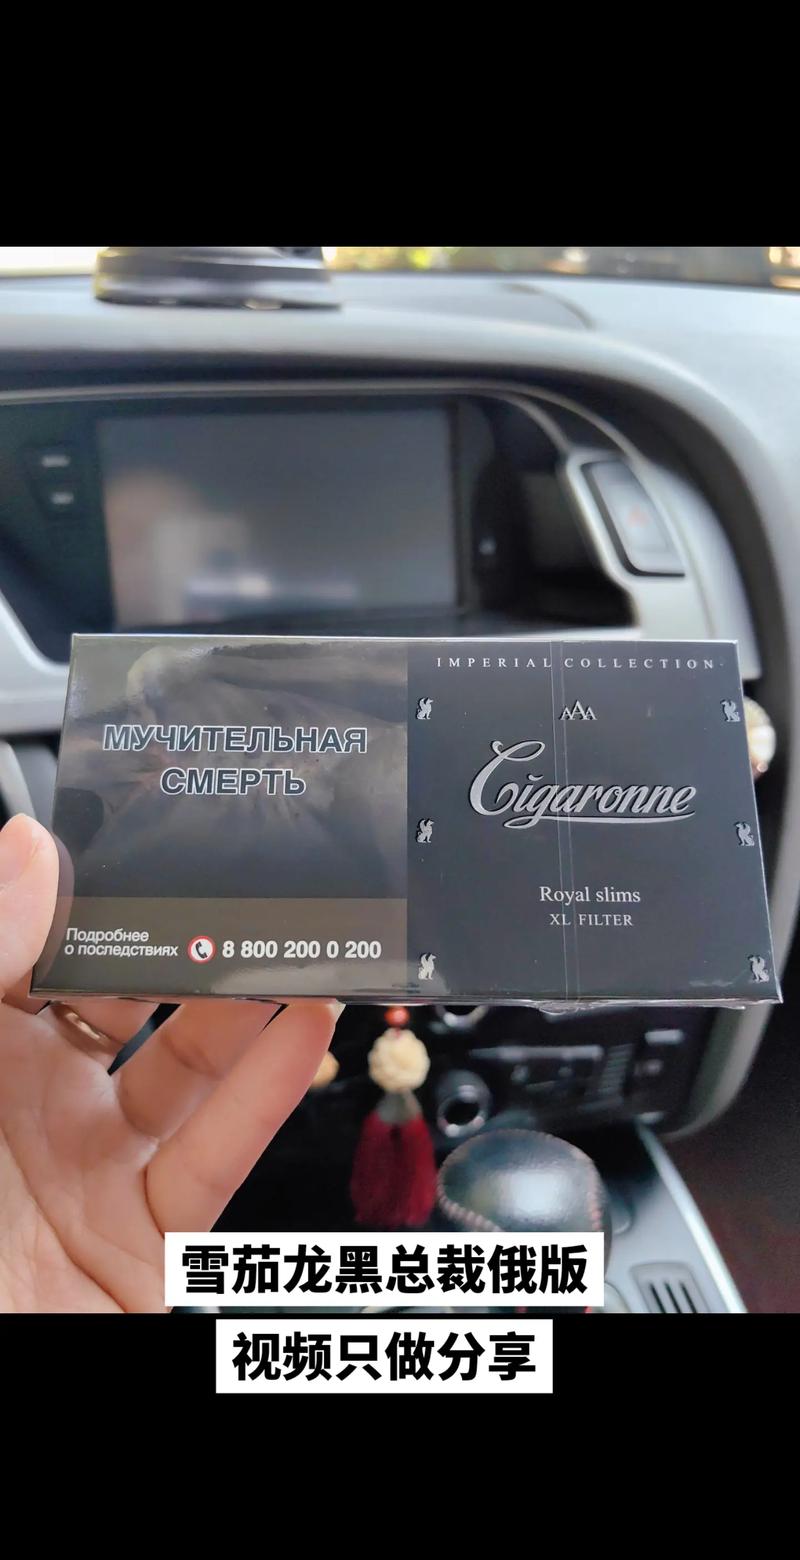 МУЧИТЕЛЬНАЯ
СМЕРТЬ
Подробнее
о последствиях
8 800 200 0 200
IMPERIAL COLLECTION
AAA
Cigaronne
Royal slims
XL FILTER
雪茄龙黑总裁俄版
视频只做分享